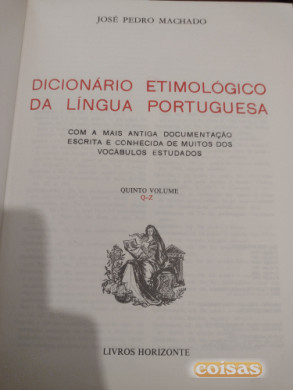 JOSÉ PEDRO MACHADO
DICIONÁRIO ETIMOLÓGICO
DA LÍNGUA PORTUGUESA
COM A MAIS ANTIGA DOCUMENTAÇÃO
ESCRITA E CONHECIDA DE MUITOS DOS
VOCÁBULOS ESTUDADOS
QUINTO VOLUME
Q-Z
LIVROS HORIZONTE
coisas